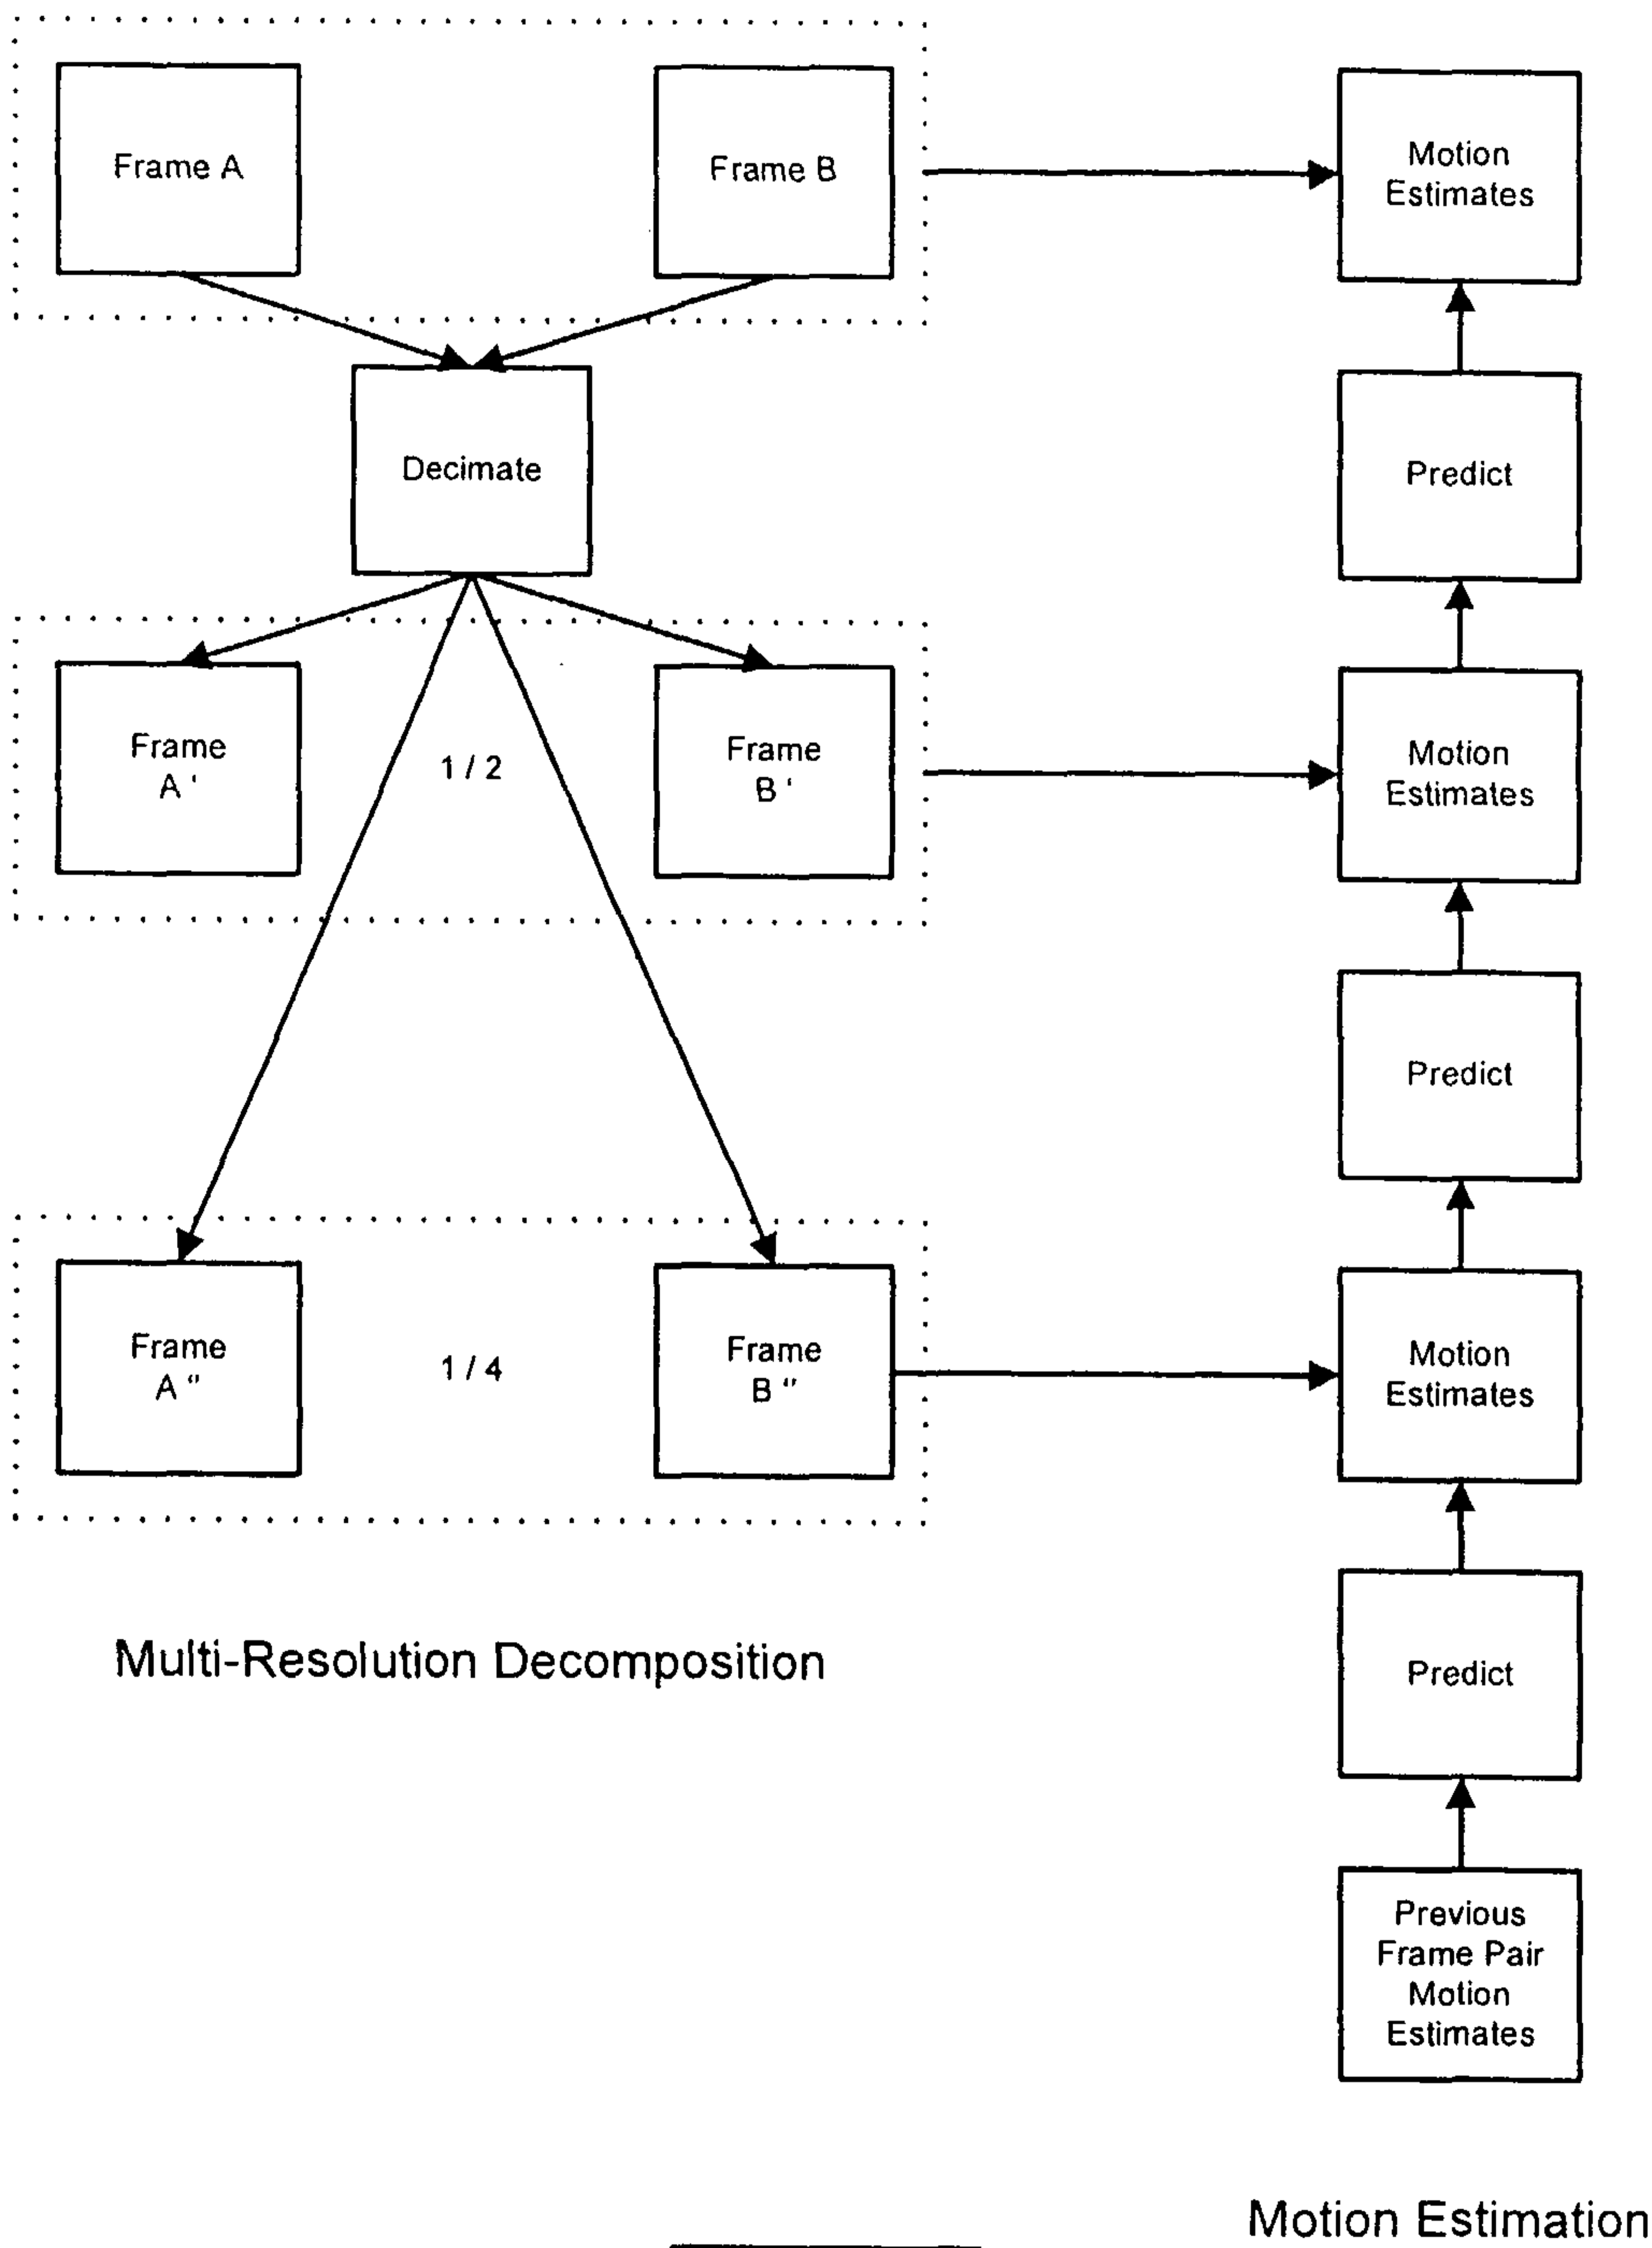 Frame A
Frame B
Motion
Estimates
Decimate
Predict
Frame
A '
1 / 2
Frame
B '
Motion
Estimates
Predict
Frame
A "
1 / 4
Frame
B "
Motion
Estimates
Multi-Resolution Decomposition
Predict
Previous
Frame Pair
Motion
Estimates
Motion Estimation